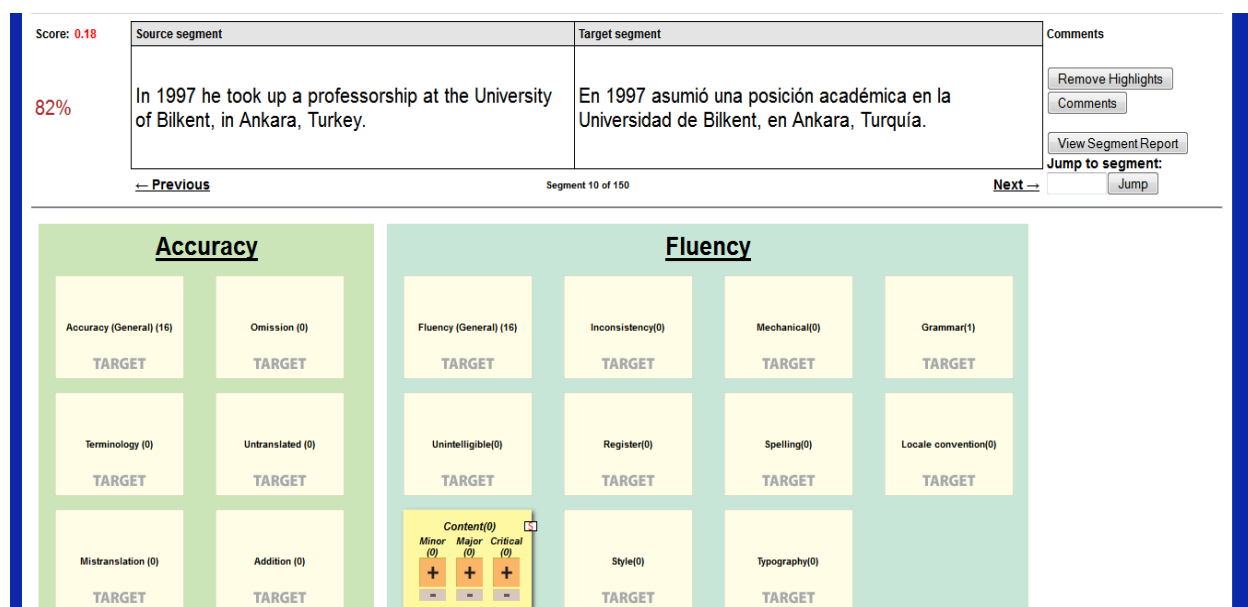 Score: 0.18
Source segment
Target segment
Comments
82%
In 1997 he took up a professorship at the University
of Bilkent, in Ankara, Turkey.
En 1997 asumió una posición académica en la
Universidad de Bilkent, en Ankara, Turquía.
Remove Highlights
Comments
View Segment Report
Jump to segment:
Jump
← Previous
Segment 10 of 150
Next →
Accuracy
Fluency
Accuracy (General) (16)
TARGET
Omission (0)
TARGET
Fluency (General) (16)
TARGET
Inconsistency(0)
TARGET
Mechanical(0)
TARGET
Grammar(1)
TARGET
Terminology (0)
TARGET
Untranslated (0)
TARGET
Unintelligible(0)
TARGET
Register(0)
TARGET
Spelling(0)
TARGET
Locale convention(0)
TARGET
Mistranslation (0)
TARGET
Addition (0)
TARGET
Content(0)
S
Minor Major Critical
(0) (0) (0)
+ + +
- - -
Style(0)
TARGET
Typography(0)
TARGET